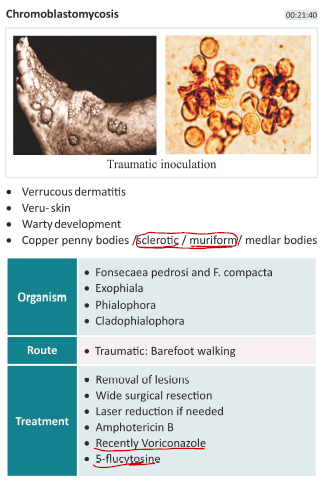 Chromoblastomycosis
00:21:40
Traumatic inoculation
• Verrucous dermatitis
• Veru- skin
• Warty development
• Copper penny bodies /sclerotic / muriform/ medlar bodies
Organism
• Fonsecaea pedrosi and F. compacta
• Exophiala
• Phialophora
• Cladophialophora
Route
• Traumatic: Barefoot walking
Treatment
• Removal of lesions
• Wide surgical resection
• Laser reduction if needed
• Amphotericin B
• Recently Voriconazole
• 5-flucytosine